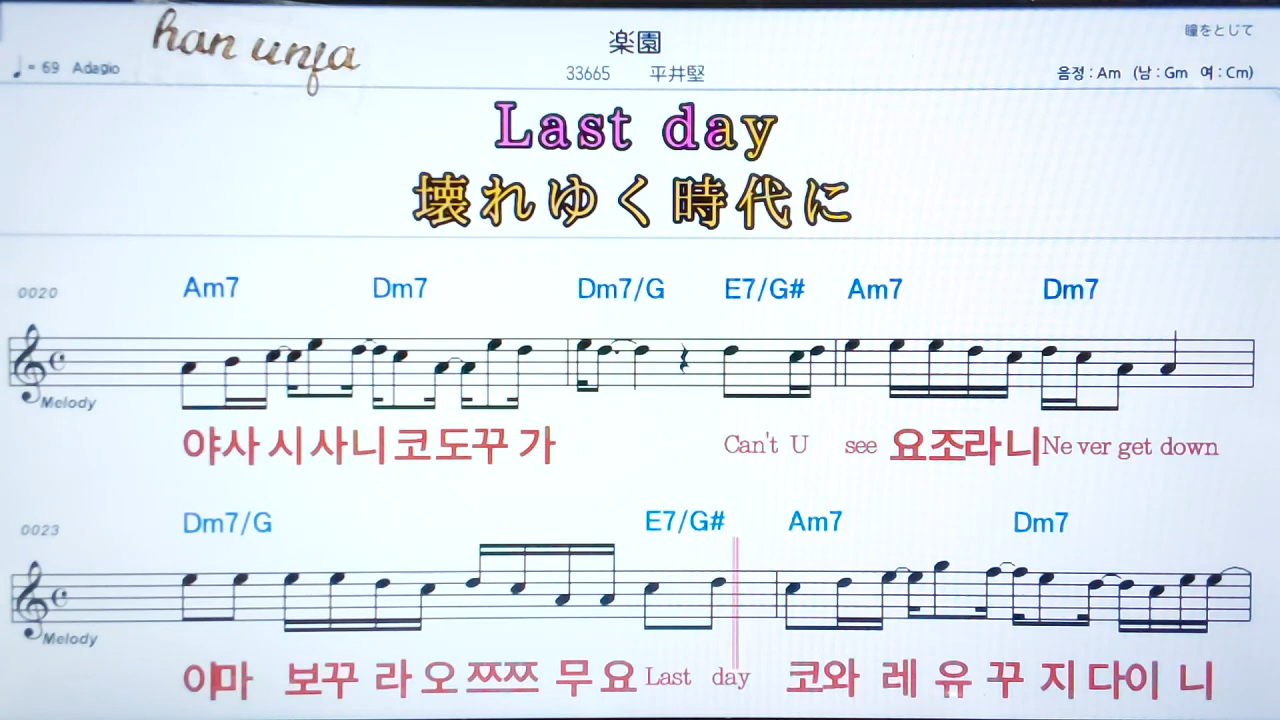 han unja
楽園
瞳をとじて
♩= 69 Adagio
33665 平井堅
음정 : Am (남 : Gm 여 : Cm)
Last day
壊れゆく時代に
0020 Am7 Dm7 Dm7/G E7/G# Am7 Dm7
Melody
야사 시 사니 코 도꾸 가 Can't U see 요조라니 Ne ver get down
0023 Dm7/G E7/G# Am7 Dm7
Melody
이마 보꾸 라 오 쯔쯔 무 요 Last day 코와 레 유 꾸 지 다이 니